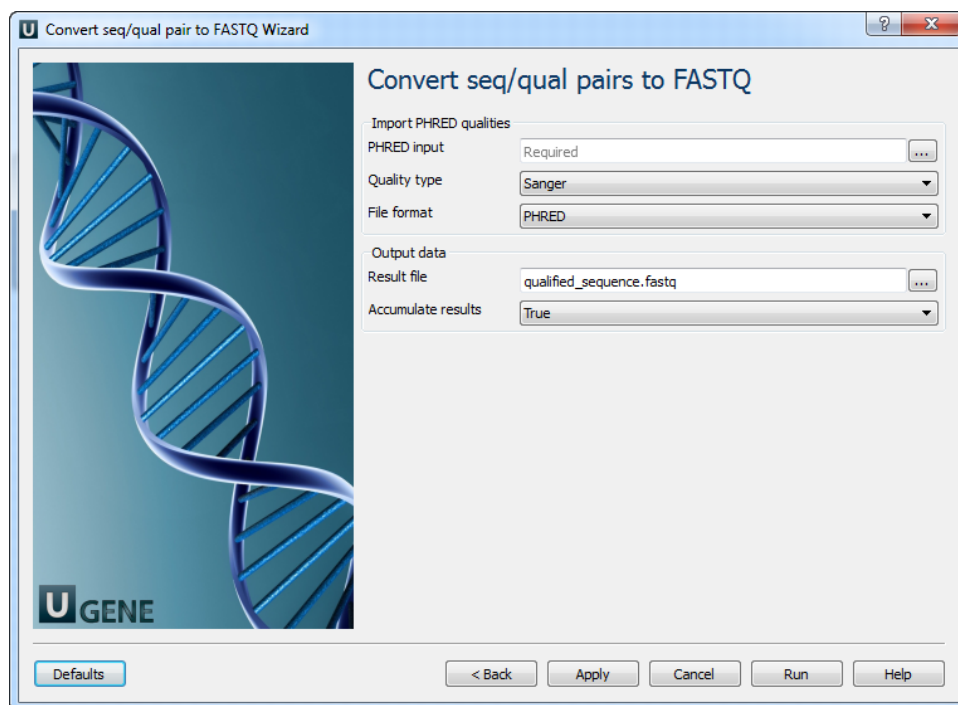 U Convert seq/qual pair to FASTQ Wizard
?
Convert seq/qual pairs to FASTQ
Import PHRED qualities
PHRED input Required ...
Quality type Sanger
File format PHRED
Output data
Result file qualified_sequence.fastq ...
Accumulate results True
U GENE
Defaults < Back Apply Cancel Run Help